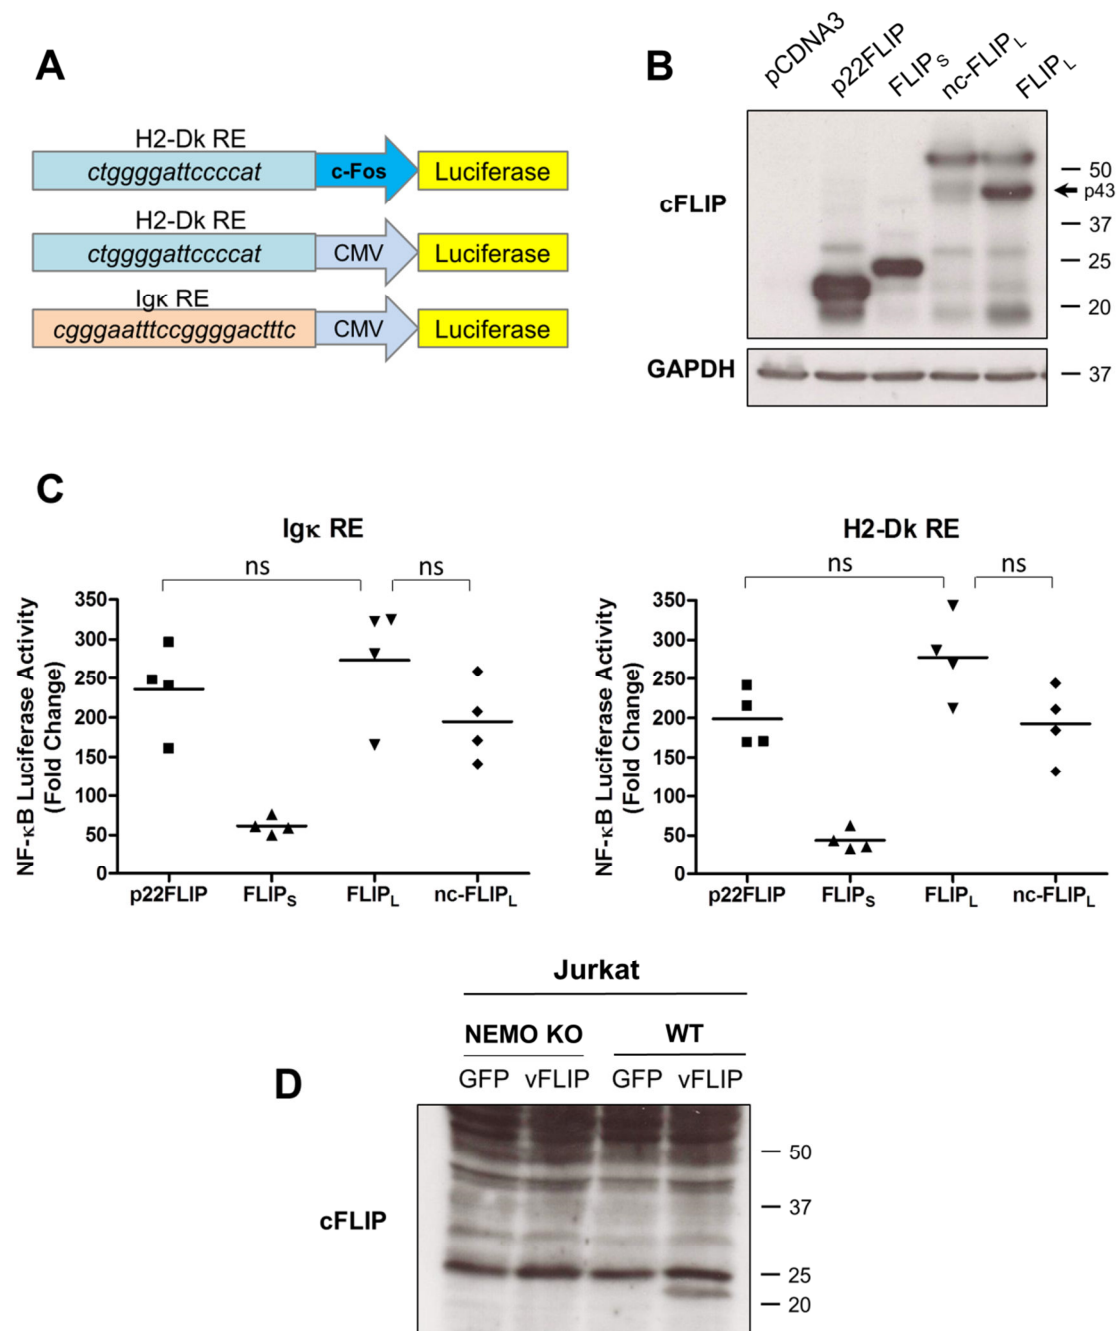 A
H2-Dk RE
ctggggattccccat
c-Fos
Luciferase
H2-Dk RE
ctggggattccccat
CMV
Luciferase
Igκ RE
cgggaatttccggggactttc
CMV
Luciferase
B
pCDNA3
p22FLIP
FLIPS
nc-FLIPL
FLIPL
cFLIP
50
p43
37
25
20
GAPDH
37
C
Igκ RE
ns
ns
NF-κB Luciferase Activity
(Fold Change)
350
300
250
200
150
100
50
0
p22FLIP
FLIPS
FLIPL
nc-FLIPL
H2-Dk RE
ns
ns
NF-κB Luciferase Activity
(Fold Change)
350
300
250
200
150
100
50
0
p22FLIP
FLIPS
FLIPL
nc-FLIPL
D
Jurkat
NEMO KO WT
GFP vFLIP GFP vFLIP
cFLIP
50
37
25
20